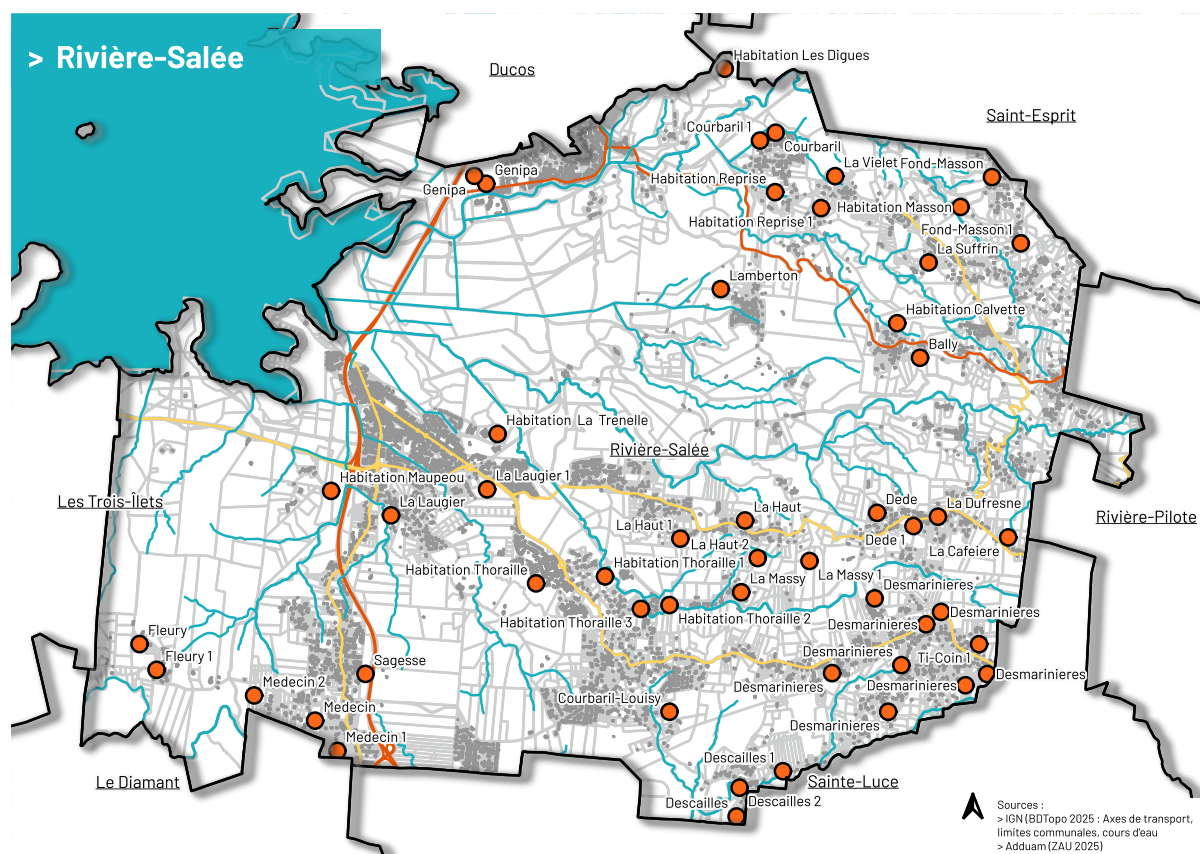 > Rivière-Salée
Ducos
Habitation Les Digues
Saint-Esprit
Courbaril 1
Courbaril
La Vielet
Fond-Masson
Genipa
Genipa
Habitation Reprise
Habitation Reprise 1
Habitation Masson
Fond-Masson 1
La Suffrin
Lamberton
Habitation Calvette
Bally
Habitation La Trenelle
Rivière-Salée
Habitation Maupeou
La Laugier 1
Les Trois-Îlets
La Laugier
Dede
La Dufresne
La Haut
Rivière-Pilote
La Haut 1
Dede 1
La Haut 2
La Cafeiere
Habitation Thoraille
Habitation Thoraille 1
La Massy
La Massy 1
Desmarinieres
Habitation Thoraille 3
Habitation Thoraille 2
Desmarinieres
Desmarinieres
Fleury
Fleury 1
Sagesse
Desmarinieres
Ti-Coin 1
Medecin 2
Desmarinieres
Desmarinieres
Desmarinieres
Courbaril-Louisy
Medecin
Desmarinieres
Medecin 1
Descailles 1
Le Diamant
Sainte-Luce
Descailles
Descailles 2
Sources :
> IGN (BDTopo 2025 : Axes de transport,
limites communales, cours d'eau
> Adduam (ZAU 2025)